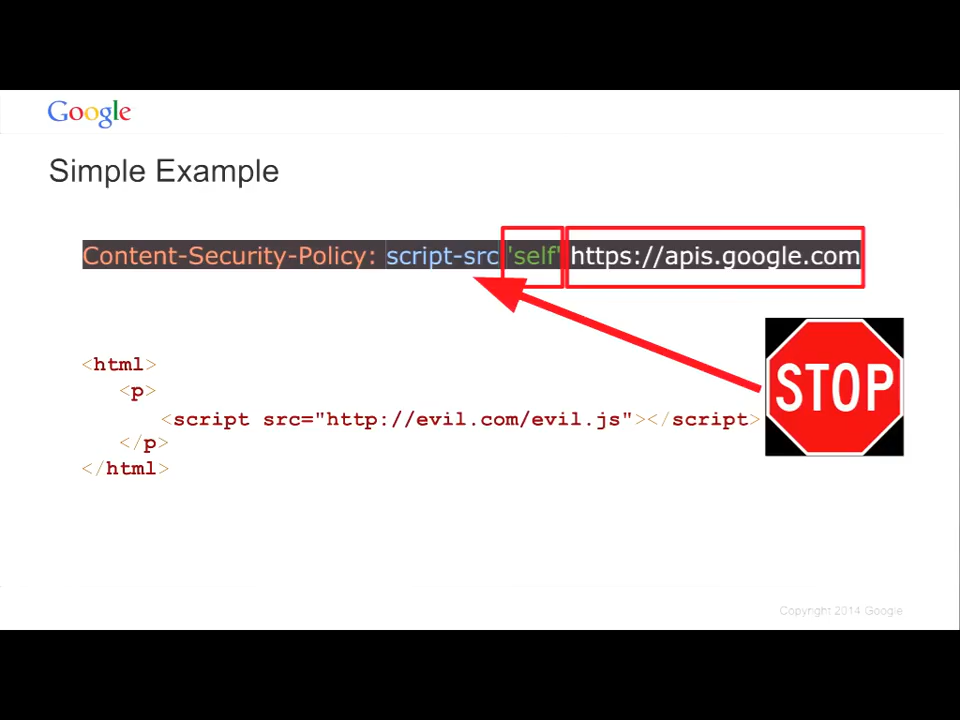 Google
Simple Example
Content-Security-Policy: script-src 'self' https://apis.google.com
<html>
<p>
<script src="http://evil.com/evil.js"></script>
</p>
</html>
STOP
Copyright 2014 Google